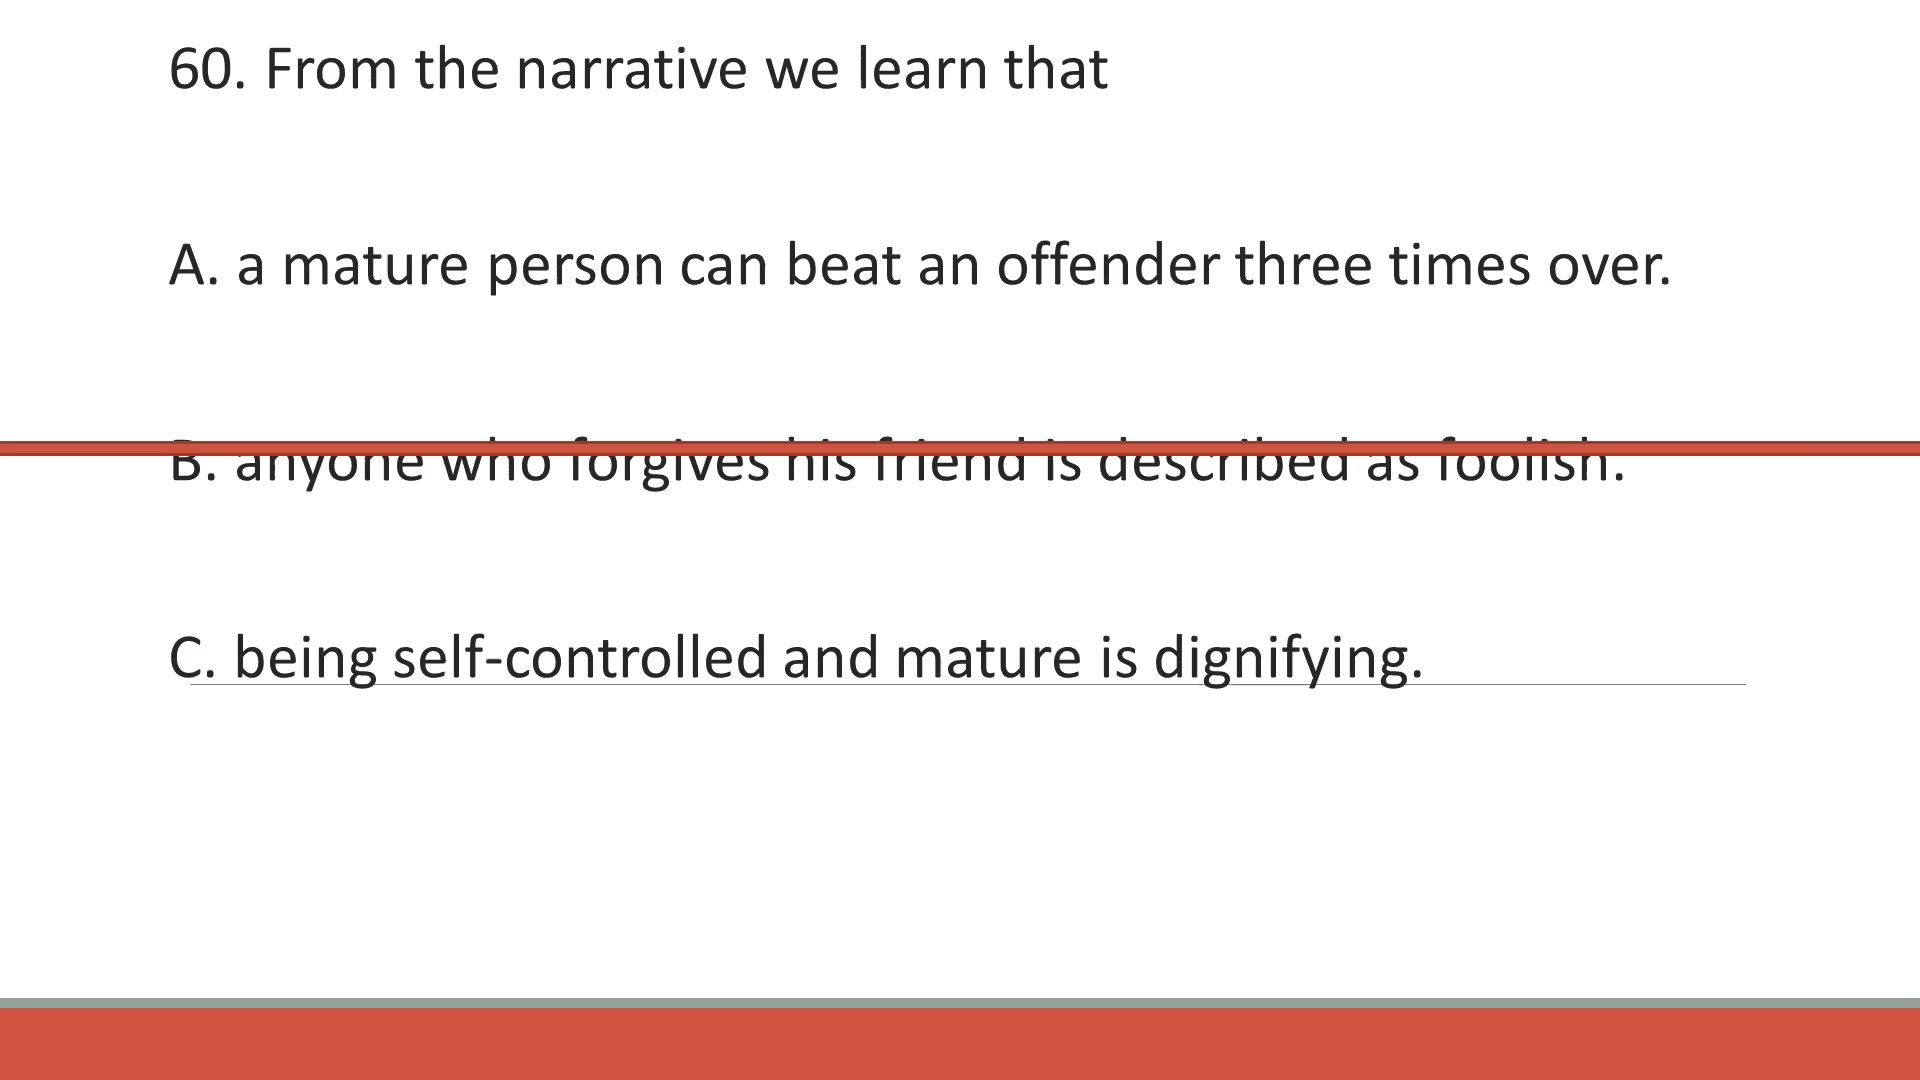 60. From the narrative we learn that
A. a mature person can beat an offender three times over.
B. anyone who forgives his friend is described as foolish.
C. being self-controlled and mature is dignifying.